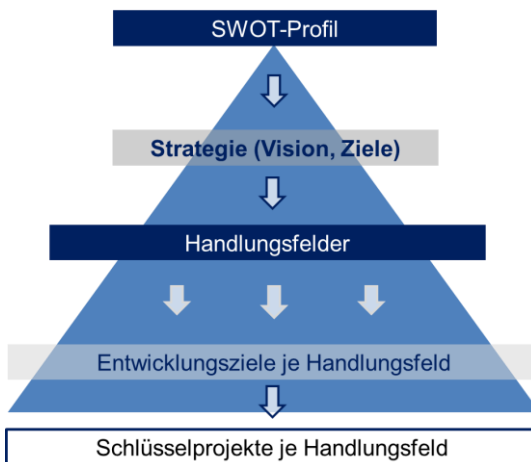 SWOT-Profil
Strategie (Vision, Ziele)
Handlungsfelder
Entwicklungsziele je Handlungsfeld
Schlüsselprojekte je Handlungsfeld